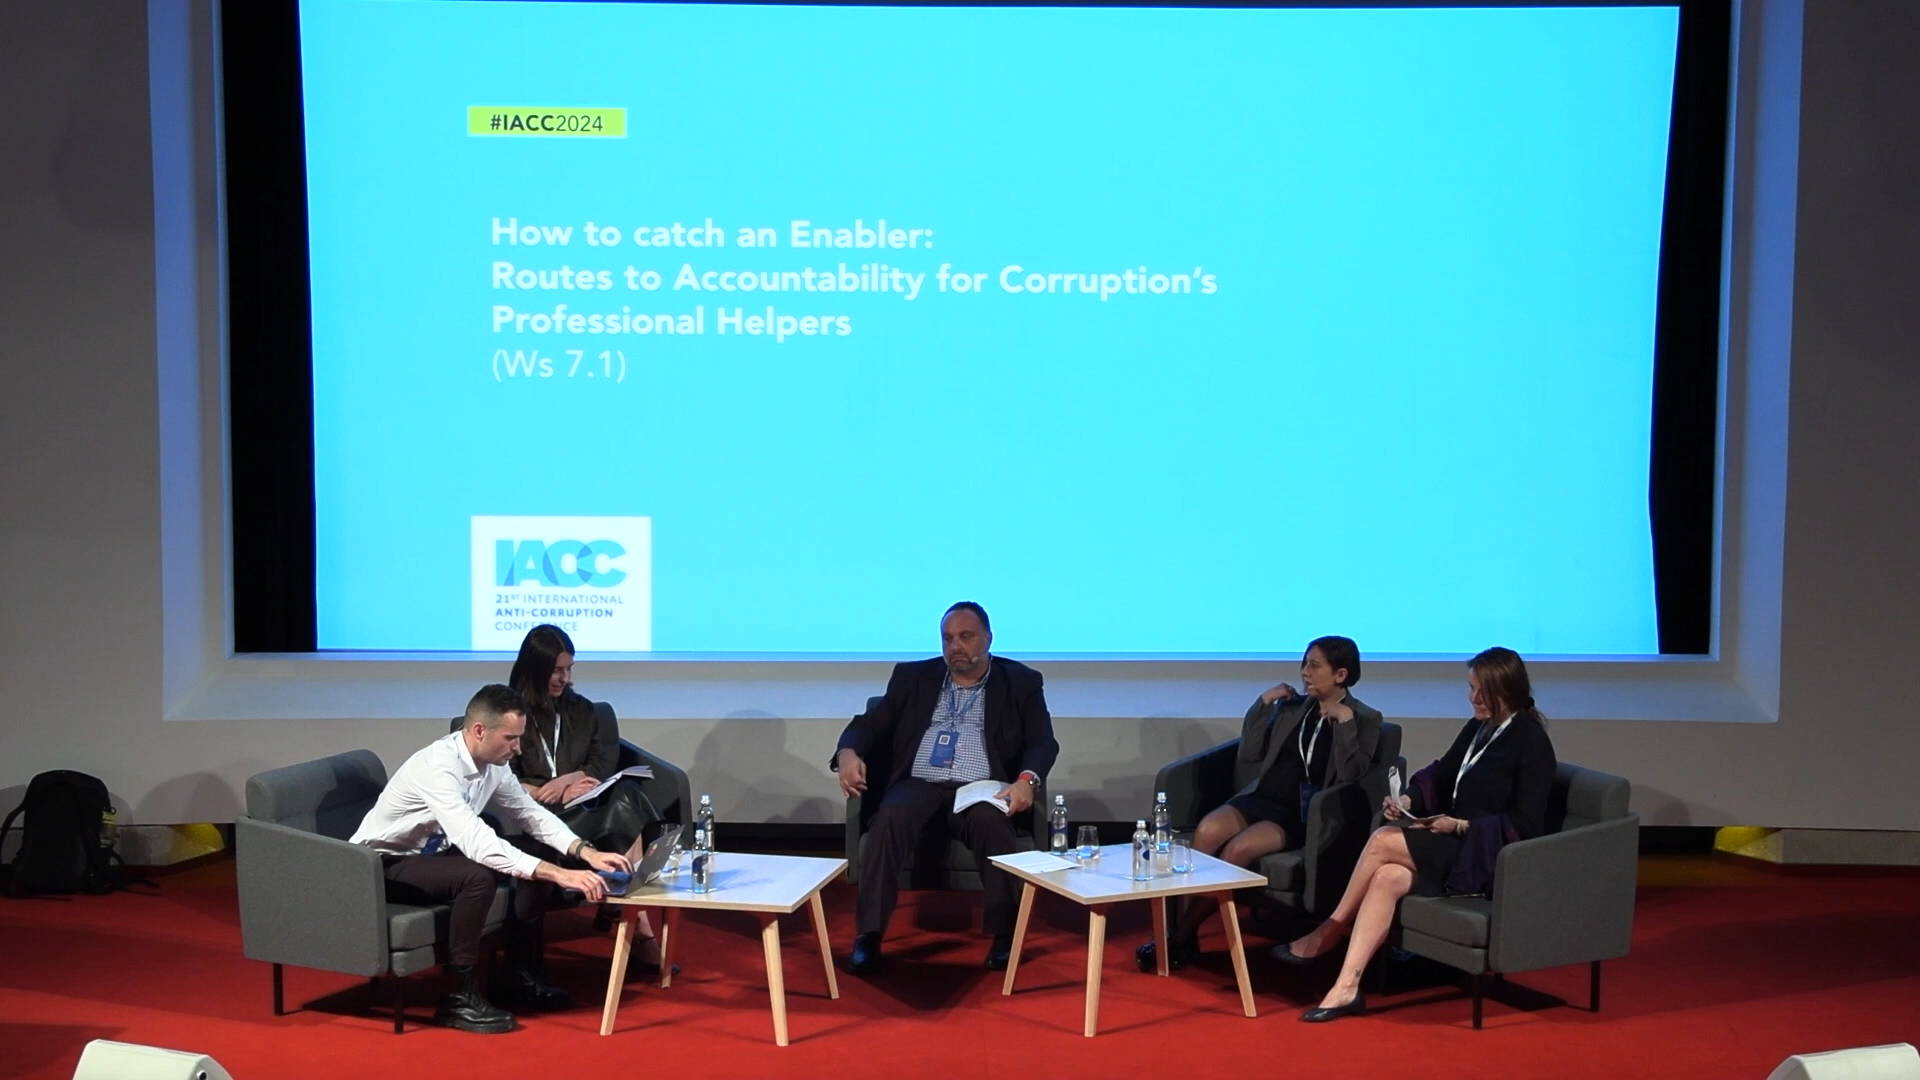 #IACC2024
How to catch an Enabler:
Routes to Accountability for Corruption's
Professional Helpers
(Ws 7.1)
IACC
21ST INTERNATIONAL
ANTI-CORRUPTION
CONFERENCE